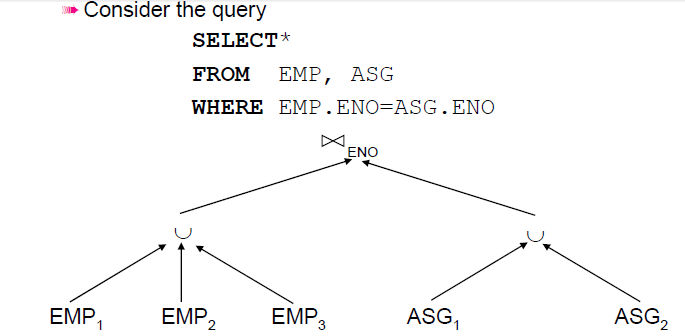 Consider the query
SELECT*
FROM EMP, ASG
WHERE EMP.ENO=ASG.ENO
⋈ENO
∪ ∪
EMP1 EMP2 EMP3 ASG1 ASG2